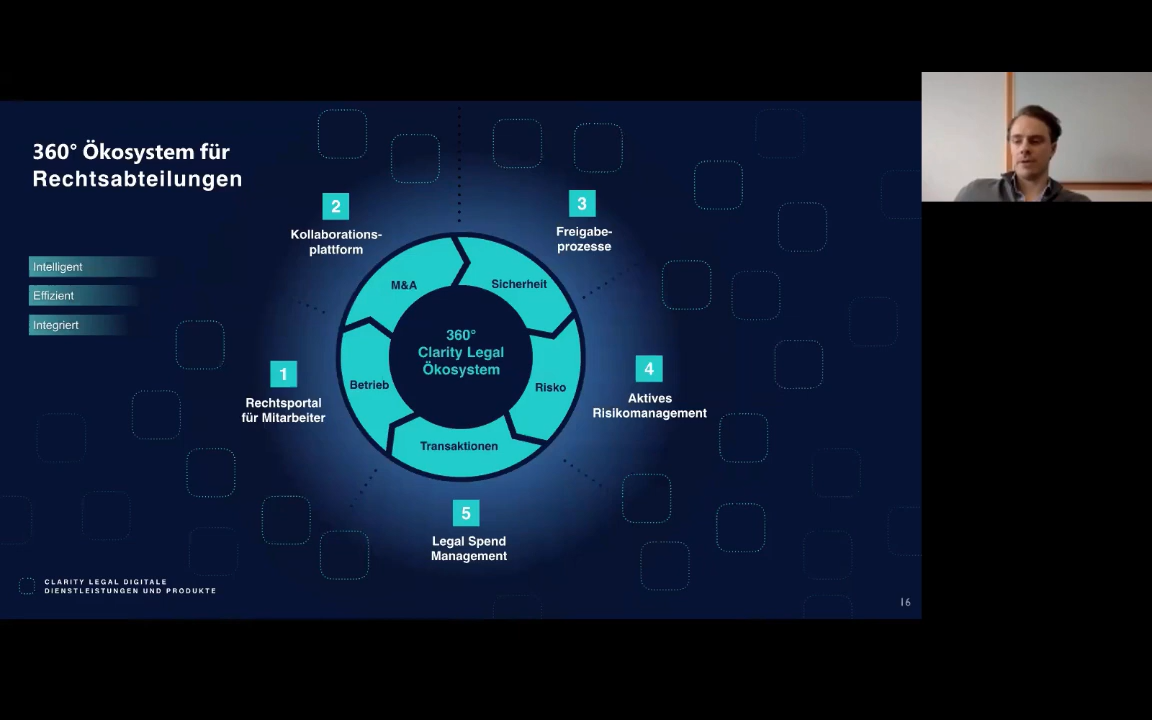 360° Ökosystem für
Rechtsabteilungen
Intelligent
Effizient
Integriert
1
Rechtsportal
für Mitarbeiter
2
Kollaborations-
plattform
3
Freigabe-
prozesse
4
Aktives
Risikomanagement
5
Legal Spend
Management
M&A
Sicherheit
Betrieb
Risiko
Transaktionen
360°
Clarity Legal
Ökosystem
CLARITY LEGAL DIGITALE
DIENSTLEISTUNGEN UND PRODUKTE
16